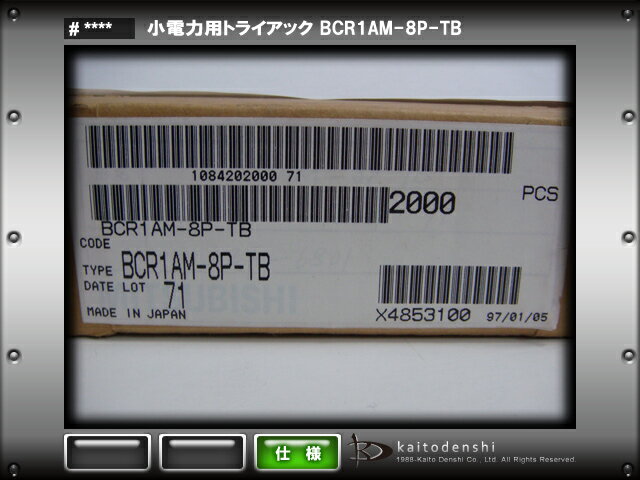 # ****
小電力用トライアック BCR1AM-8P-TB
1084202000 71
2000 PCS
BCR1AM-8P-TB
CODE
TYPE BCR1AM-8P-TB
DATE LOT 71
MITSUBISHI
MADE IN JAPAN
X4853100 97/01/05
仕様
kaitodenshi
1988-Kaito Denshi Co., Ltd. All Rights Reserved.